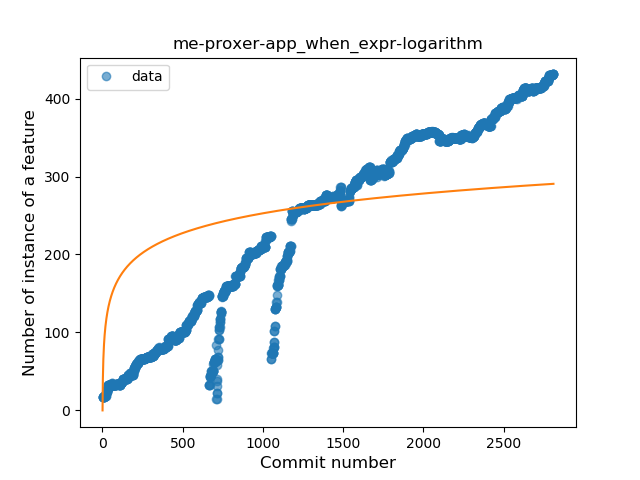 me-proxer-app_when_expr-logarithm
data
Number of instance of a feature
400
300
200
100
0
0 500 1000 1500 2000 2500
Commit number